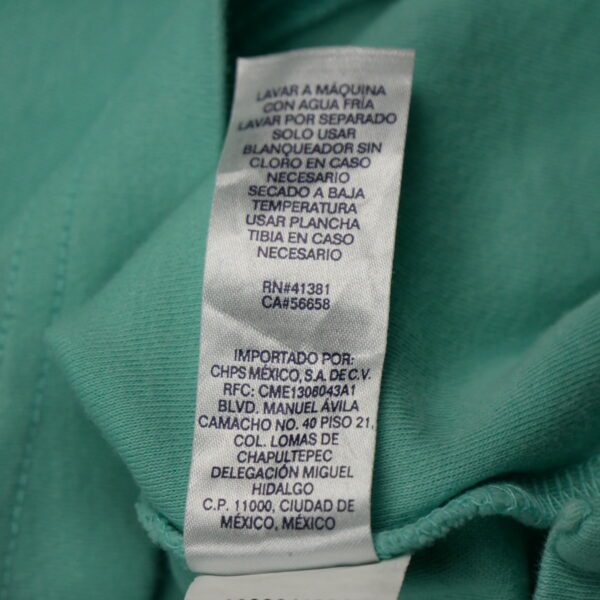 LAVAR A MÁQUINA
CON AGUA FRÍA
LAVAR POR SEPARADO
SOLO USAR
BLANQUEADOR SIN
CLORO EN CASO
NECESARIO
SECADO A BAJA
TEMPERATURA
USAR PLANCHA
TIBIA EN CASO
NECESARIO
RN#41381
CA#56658
IMPORTADO POR:
CHPS MÉXICO, S.A. DE C.V.
RFC: CME1306043A1
BLVD. MANUEL ÁVILA
CAMACHO NO. 40 PISO 21,
COL. LOMAS DE
CHAPULTEPEC
DELEGACIÓN MIGUEL
HIDALGO
C.P. 11000, CIUDAD DE
MÉXICO, MÉXICO